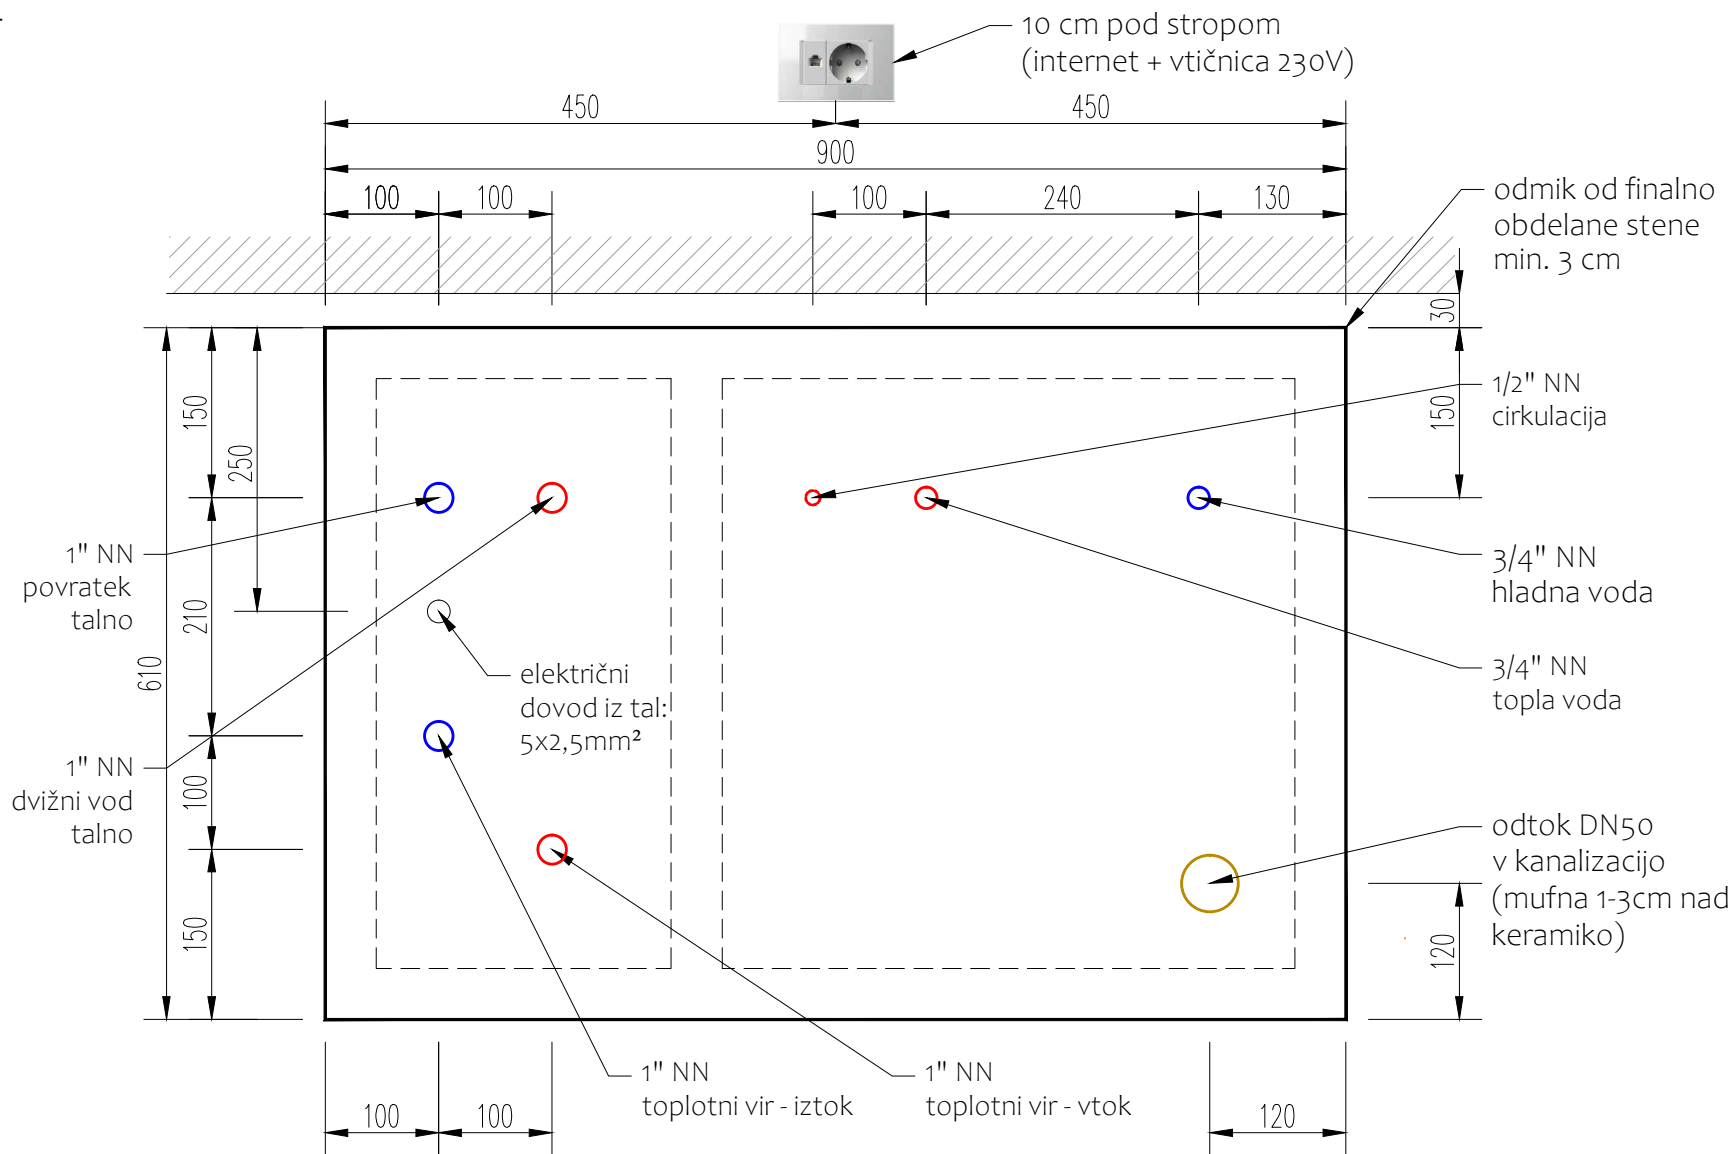 10 cm pod stropom
(internet + vtičnica 230V)
450
450
900
100
100
100
240
130
odmik od finalno
obdelane stene
min. 3 cm
30
150
250
150
1/2" NN
cirkulacija
1" NN
povratek
talno
210
3/4" NN
hladna voda
610
električni
dovod iz tal:
5x2,5mm²
3/4" NN
topla voda
1" NN
dvižni vod
talno
100
odtok DN50
v kanalizacijo
(mufna 1-3cm nad
keramiko)
150
120
1" NN
toplotni vir - iztok
1" NN
toplotni vir - vtok
100
100
120